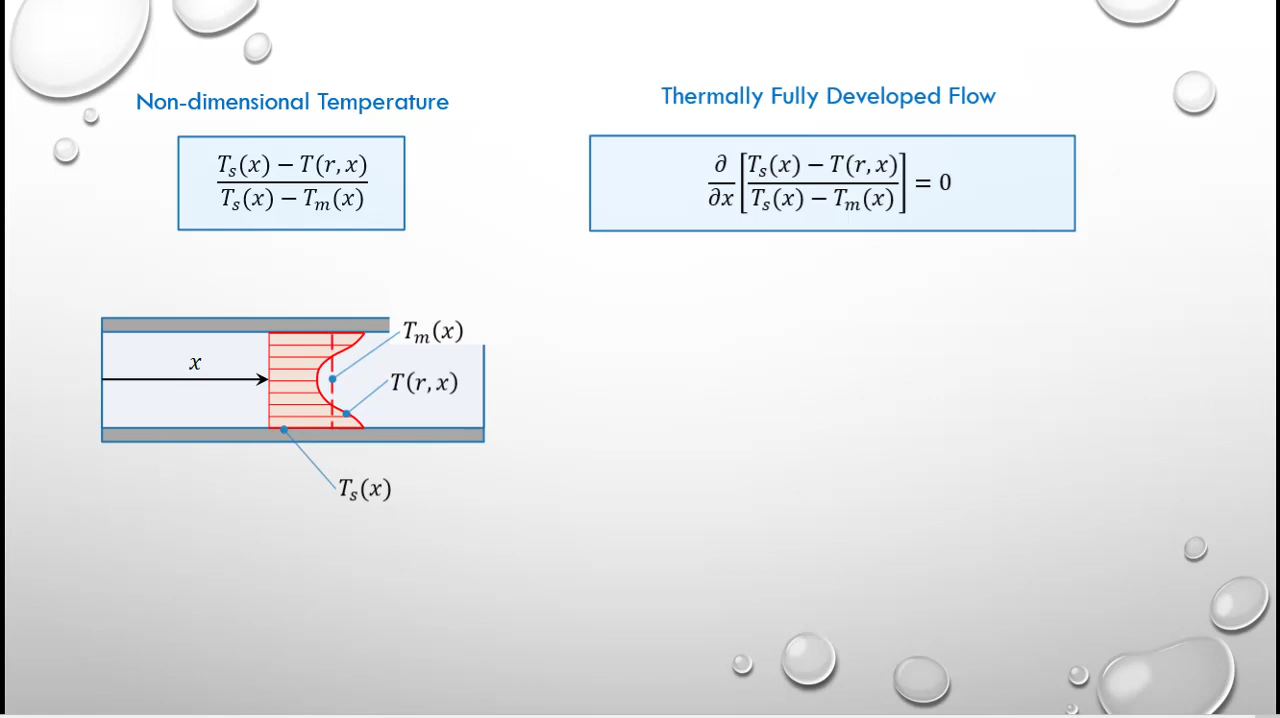 Non-dimensional Temperature
Thermally Fully Developed Flow
T_s(x) − T(r, x)
T_s(x) − T_m(x)
∂/∂x [(T_s(x) − T(r, x))/(T_s(x) − T_m(x))] = 0
T_m(x)
x
T(r, x)
T_s(x)